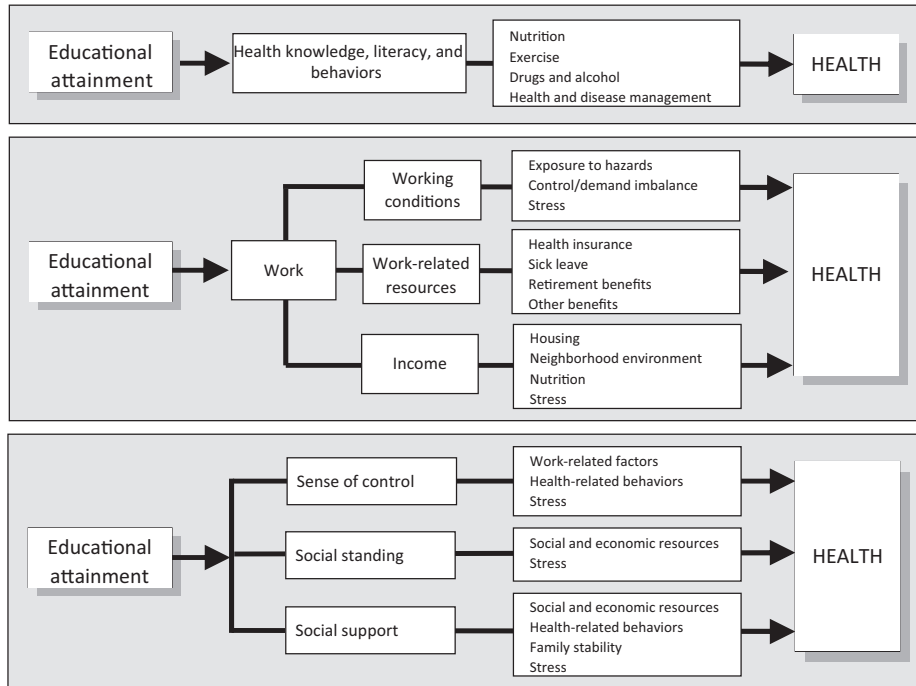 Educational
attainment
Health knowledge, literacy, and
behaviors
Nutrition
Exercise
Drugs and alcohol
Health and disease management
HEALTH
Educational
attainment
Work
Working
conditions
Exposure to hazards
Control/demand imbalance
Stress
Work-related
resources
Health insurance
Sick leave
Retirement benefits
Other benefits
Income
Housing
Neighborhood environment
Nutrition
Stress
HEALTH
Educational
attainment
Sense of control
Work-related factors
Health-related behaviors
Stress
Social standing
Social and economic resources
Stress
Social support
Social and economic resources
Health-related behaviors
Family stability
Stress
HEALTH